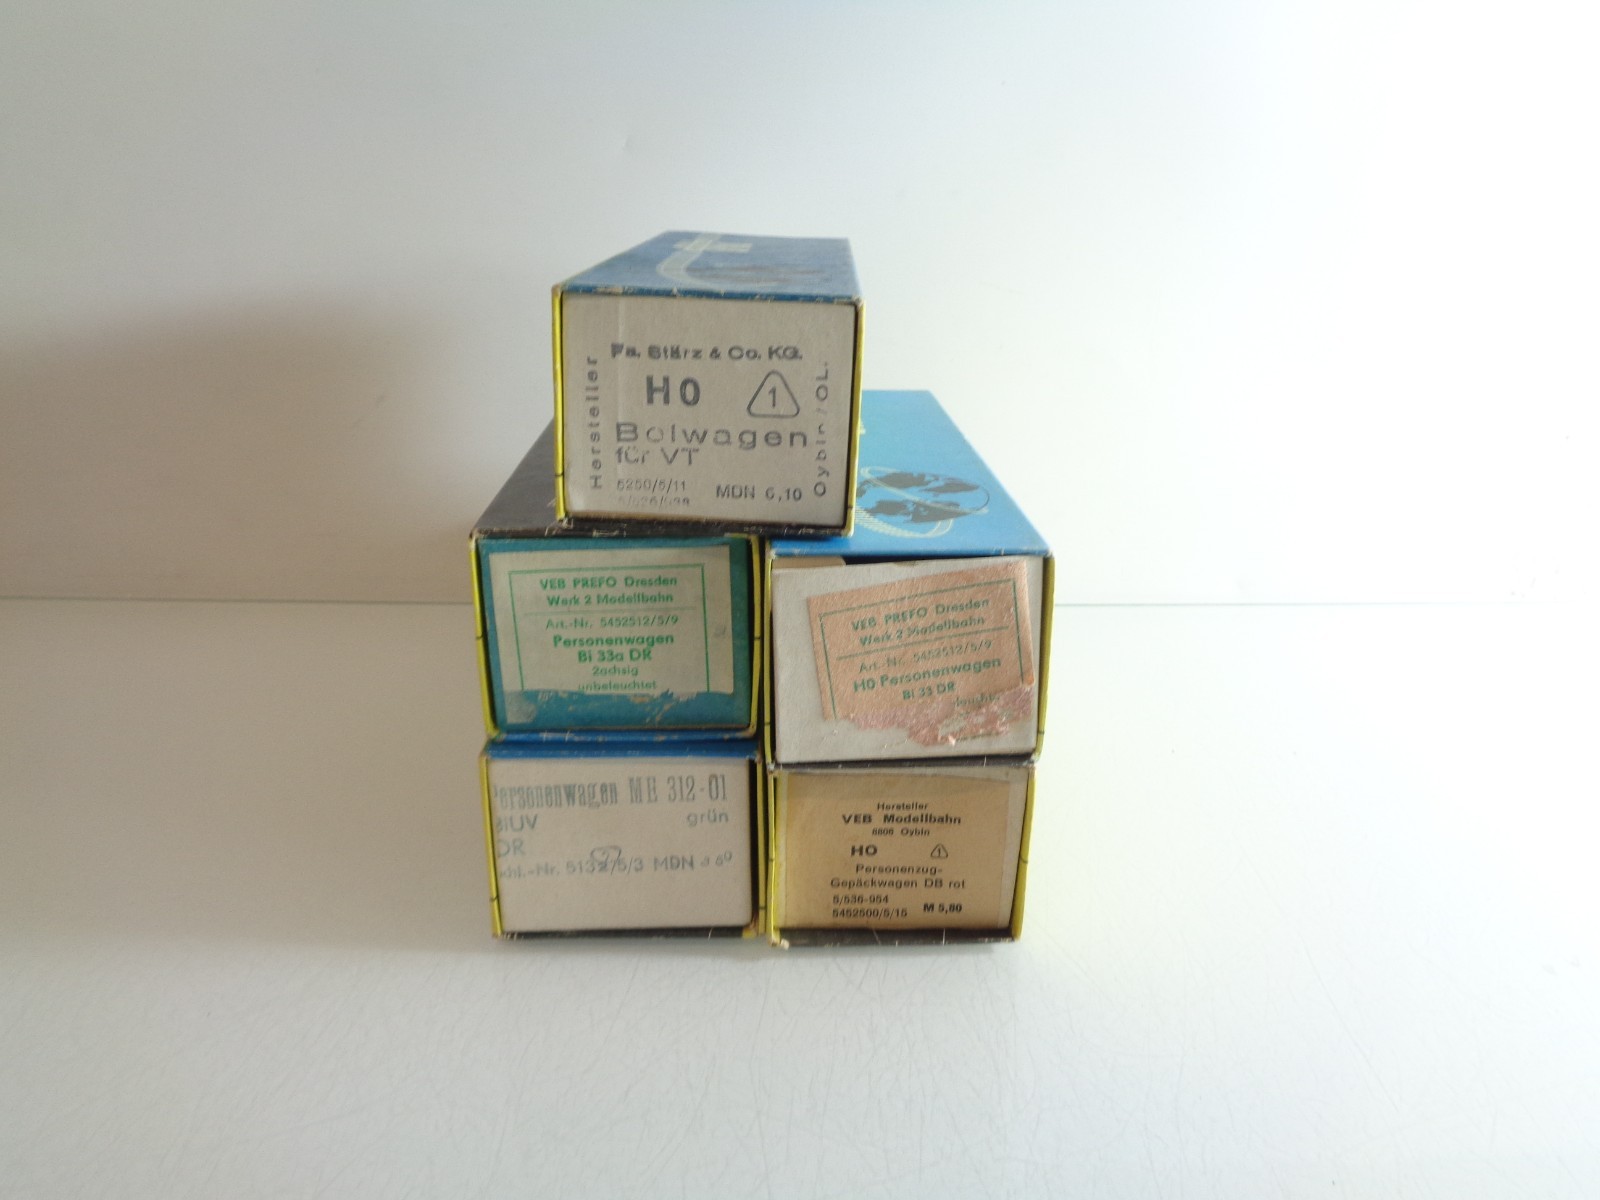 Fa. Stärz & Co. KG.
Hersteller
H0 1
Oybin/OL.
Beiwagen
für VT
5250/5/11 MDN 6,10
VEB PREFO Dresden
Werk 2 Modellbahn
Art.-Nr. 5452512/5/9
Personenwagen
Bi 33a DR
2achsig
unbeleuchtet
VEB PREFO Dresden
Werk 2 Modellbahn
Art. Nr. 5452512/5/9
H0 Personenwagen
Bi 33 DR
Personenwagen ME 312-01
grün
DR
MDN
Hersteller
VEB Modellbahn
8806 Oybin
HO 1
Personenzug-
Gepäckwagen DB rot
5/536-954
5452500/5/15 M 5,80